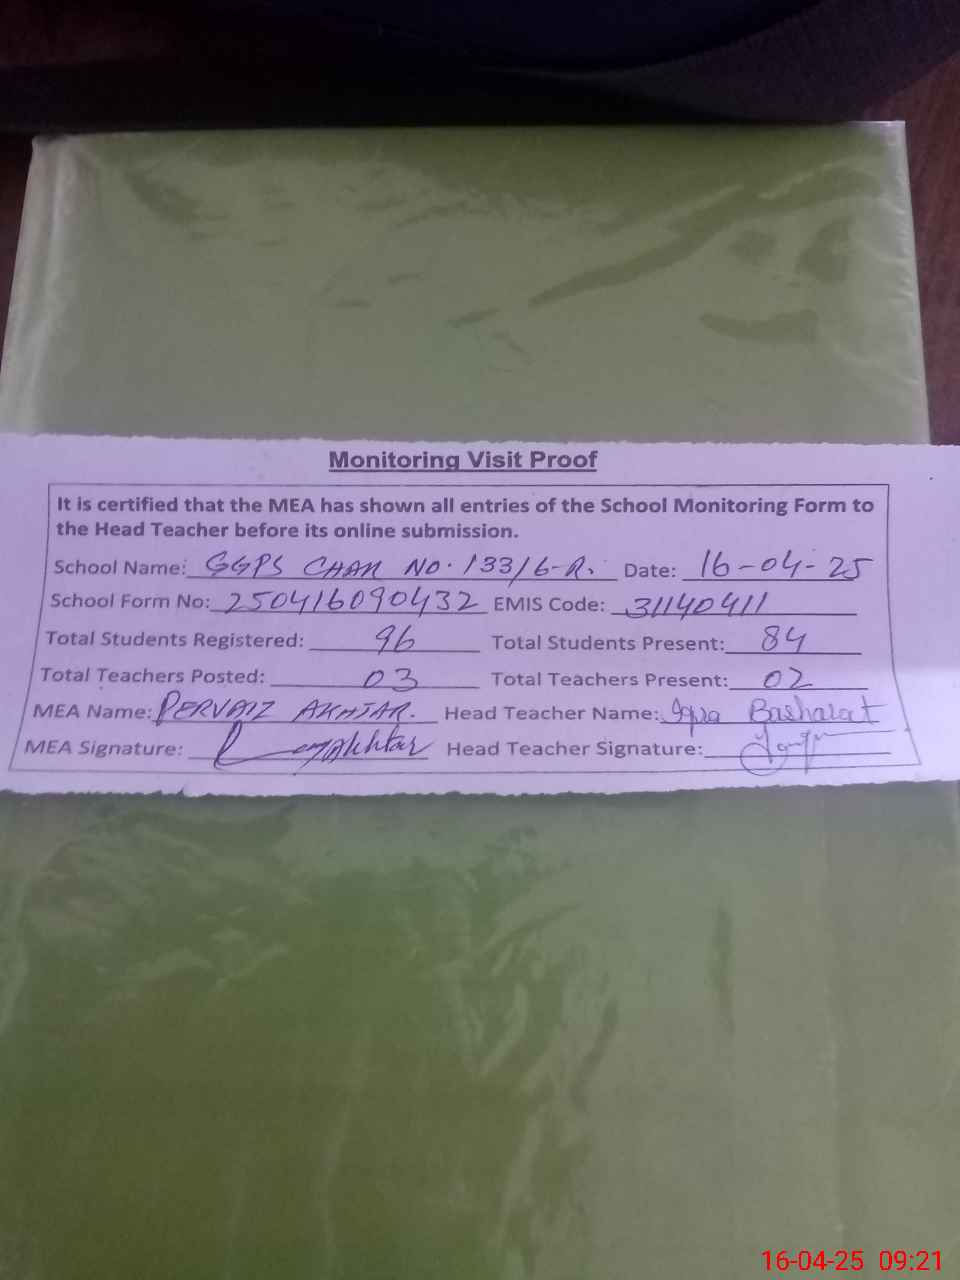 Monitoring Visit Proof
It is certified that the MEA has shown all entries of the School Monitoring Form to
the Head Teacher before its online submission.
School Name: GGPS CHAK NO. 133/6-R. Date: 16-04-25
School Form No: 250416090432 EMIS Code: 31140411
Total Students Registered: 96 Total Students Present: 84
Total Teachers Posted: 03 Total Teachers Present: 02
MEA Name: PERVAIZ AKHTAR. Head Teacher Name: Iqra Basharat
MEA Signature: Akhtar Head Teacher Signature:
16-04-25 09:21